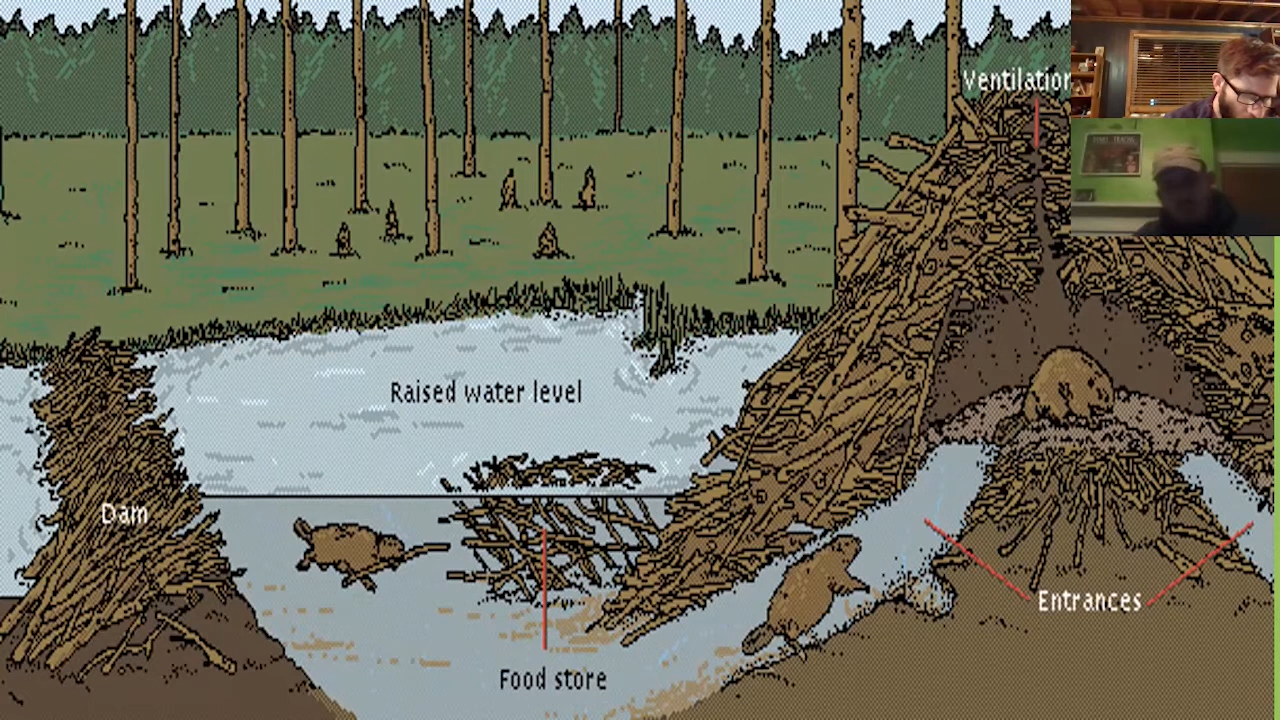 Ventilation
Raised water level
Dam
Entrances
Food store